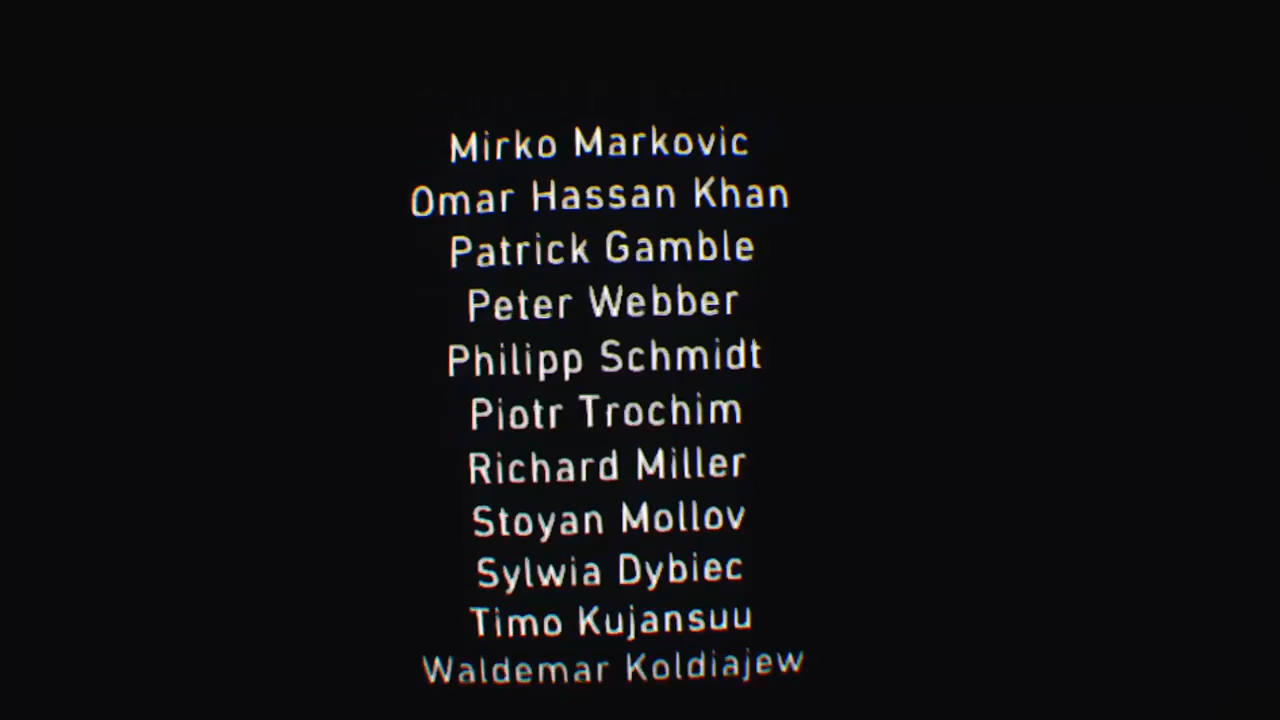 Mirko Markovic
Omar Hassan Khan
Patrick Gamble
Peter Webber
Philipp Schmidt
Piotr Trochim
Richard Miller
Stoyan Mollov
Sylwia Dybiec
Timo Kujansuu
Waldemar Koldiajew